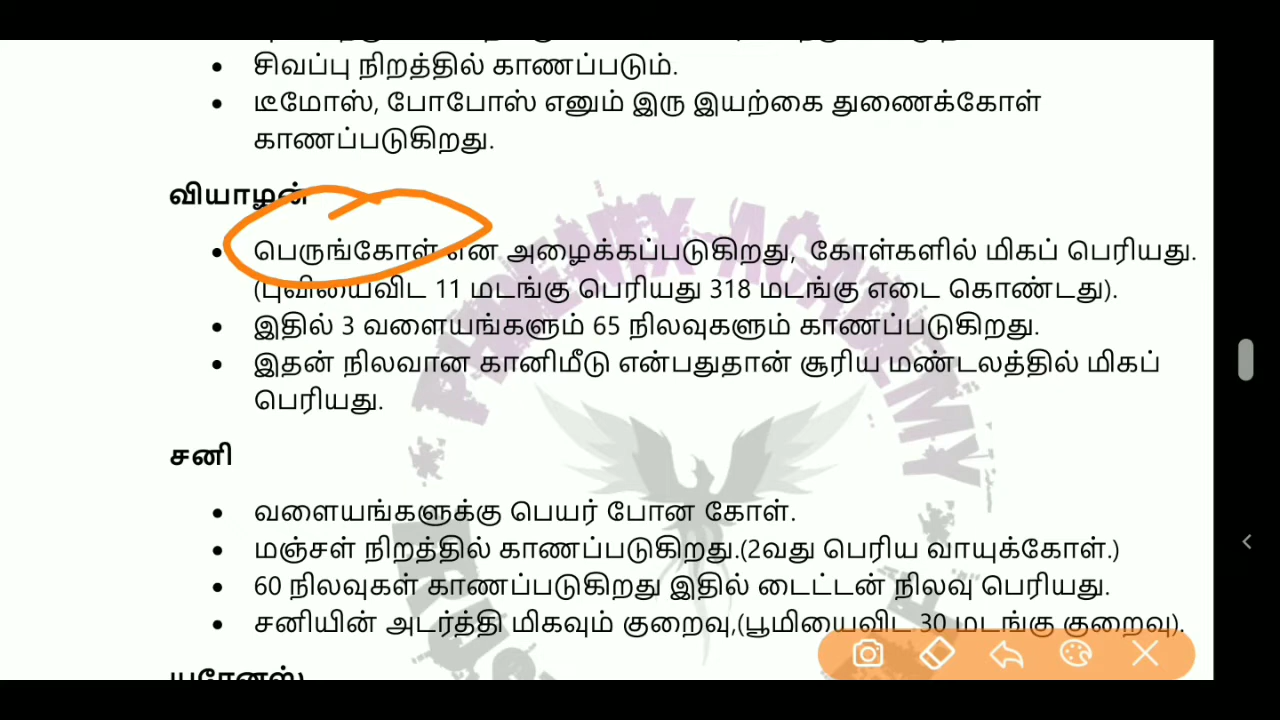 சிவப்பு நிறத்தில் காணப்படும்.
டீமோஸ், போபோஸ் எனும் இரு இயற்கை துணைக்கோள்
காணப்படுகிறது.
வியாழன்
பெருங்கோள் என அழைக்கப்படுகிறது, கோள்களில் மிகப் பெரியது.
(புவியைவிட 11 மடங்கு பெரியது 318 மடங்கு எடை கொண்டது).
இதில் 3 வளையங்களும் 65 நிலவுகளும் காணப்படுகிறது.
இதன் நிலவான கானிமீடு என்பதுதான் சூரிய மண்டலத்தில் மிகப்
பெரியது.
சனி
வளையங்களுக்கு பெயர் போன கோள்.
மஞ்சள் நிறத்தில் காணப்படுகிறது.(2வது பெரிய வாயுக்கோள்.)
60 நிலவுகள் காணப்படுகிறது இதில் டைட்டன் நிலவு பெரியது.
சனியின் அடர்த்தி மிகவும் குறைவு,(பூமியைவிட 30 மடங்கு குறைவு).
யுரேனஸ்
PHOENIX ACADEMY